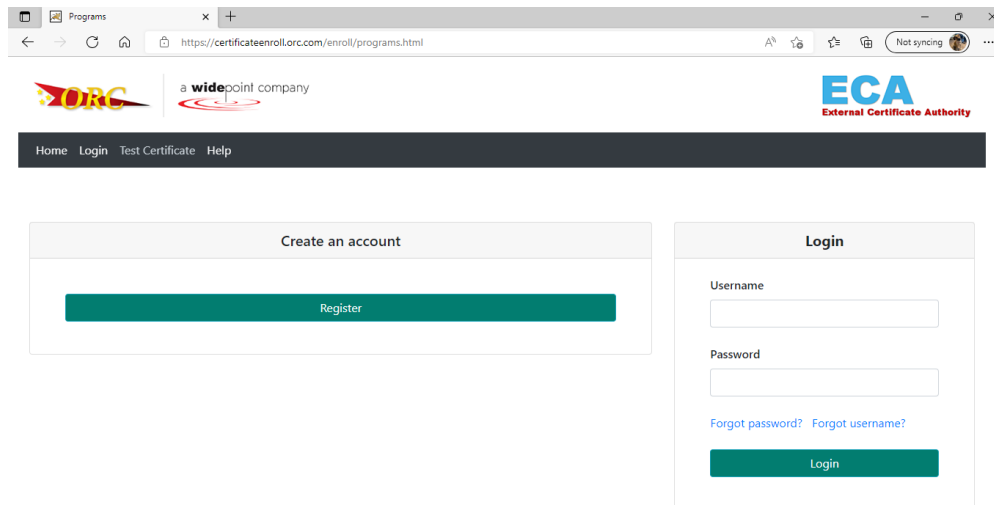 Programs
https://certificateenroll.orc.com/enroll/programs.html
Not syncing
ORC
a widepoint company
ECA
External Certificate Authority
Home Login Test Certificate Help
Create an account
Register
Login
Username
Password
Forgot password? Forgot username?
Login